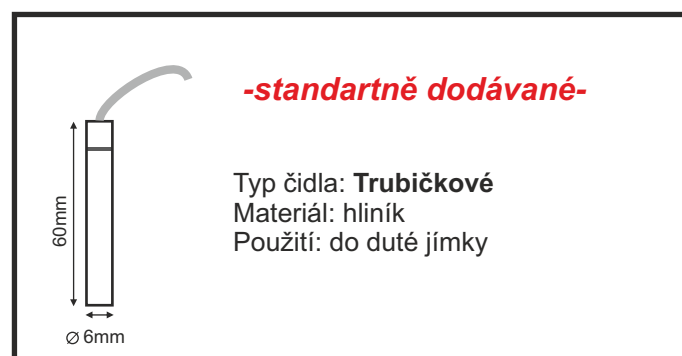 -standartně dodávané-
Typ čidla: Trubičkové
Materiál: hliník
Použití: do duté jímky
60mm
⌀ 6mm